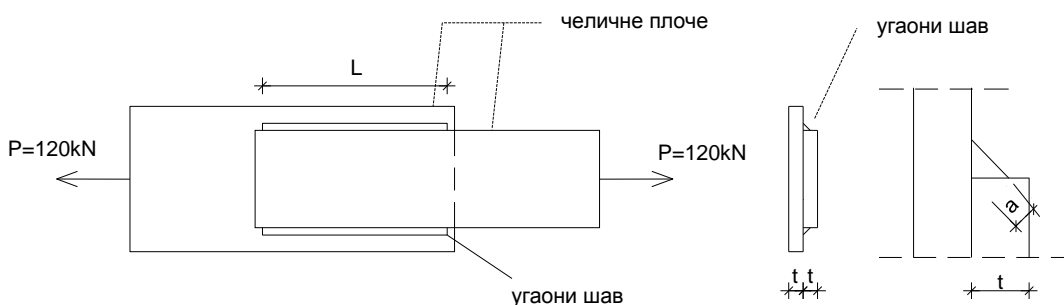 челичне плоче
угаони шав
L
P=120kN
P=120kN
a
t t
t
угаони шав